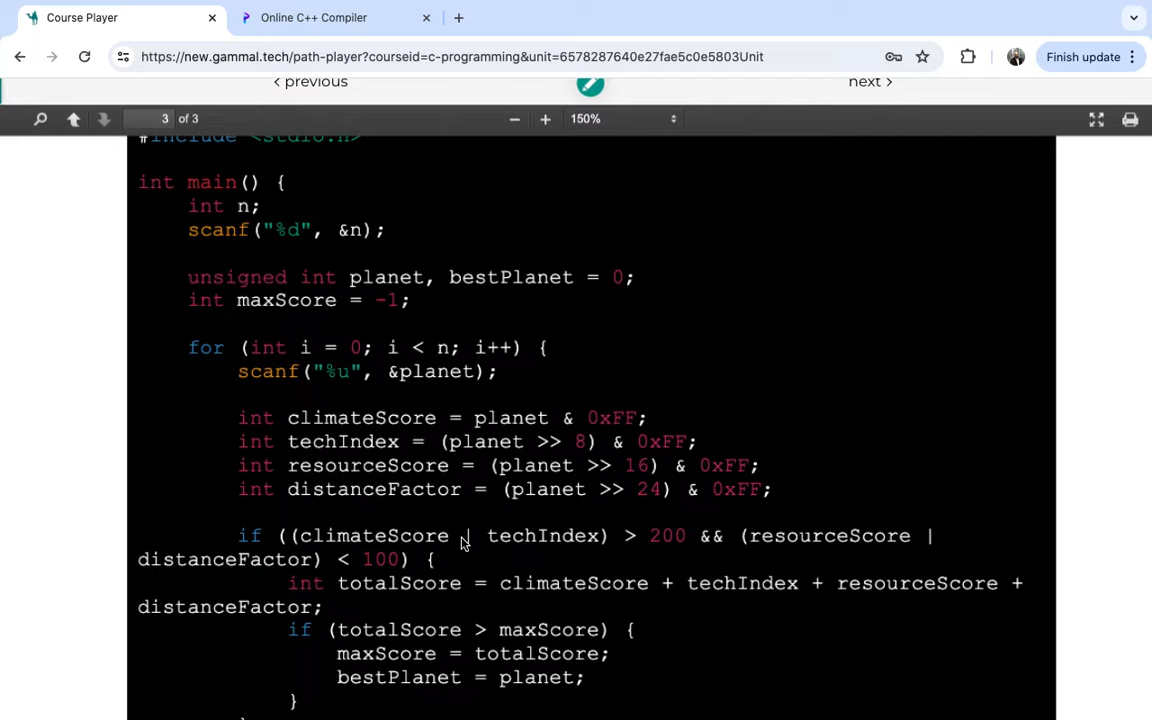 Course Player
Online C++ Compiler
https://new.gammal.tech/path-player?courseid=c-programming&unit=6578287640e27fae5c0e5803Unit
Finish update
< previous
next >
3 of 3
150%
#include <stdio.h>
int main() {
int n;
scanf("%d", &n);
unsigned int planet, bestPlanet = 0;
int maxScore = -1;
for (int i = 0; i < n; i++) {
scanf("%u", &planet);
int climateScore = planet & 0xFF;
int techIndex = (planet >> 8) & 0xFF;
int resourceScore = (planet >> 16) & 0xFF;
int distanceFactor = (planet >> 24) & 0xFF;
if ((climateScore | techIndex) > 200 && (resourceScore |
distanceFactor) < 100) {
int totalScore = climateScore + techIndex + resourceScore +
distanceFactor;
if (totalScore > maxScore) {
maxScore = totalScore;
bestPlanet = planet;
}